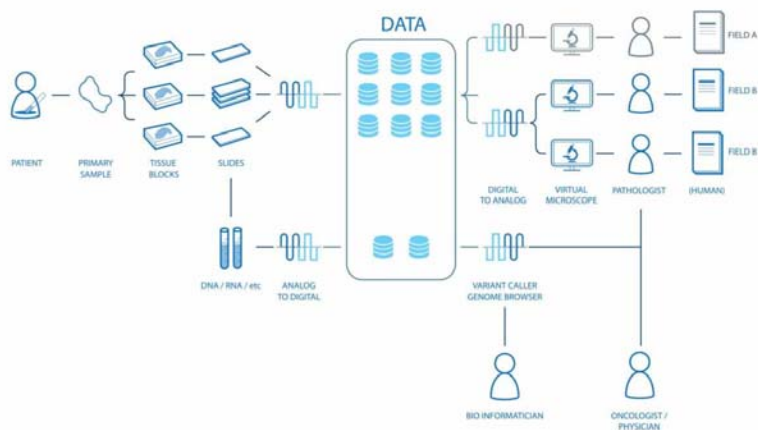 DATA
FIELD A
FIELD B
FIELD B
PATIENT
PRIMARY
SAMPLE
TISSUE
BLOCKS
SLIDES
DIGITAL
TO ANALOG
VIRTUAL
MICROSCOPE
PATHOLOGIST
(HUMAN)
DNA / RNA / etc
ANALOG
TO DIGITAL
VARIANT CALLER
GENOME BROWSER
BIO INFORMATICIAN
ONCOLOGIST /
PHYSICIAN